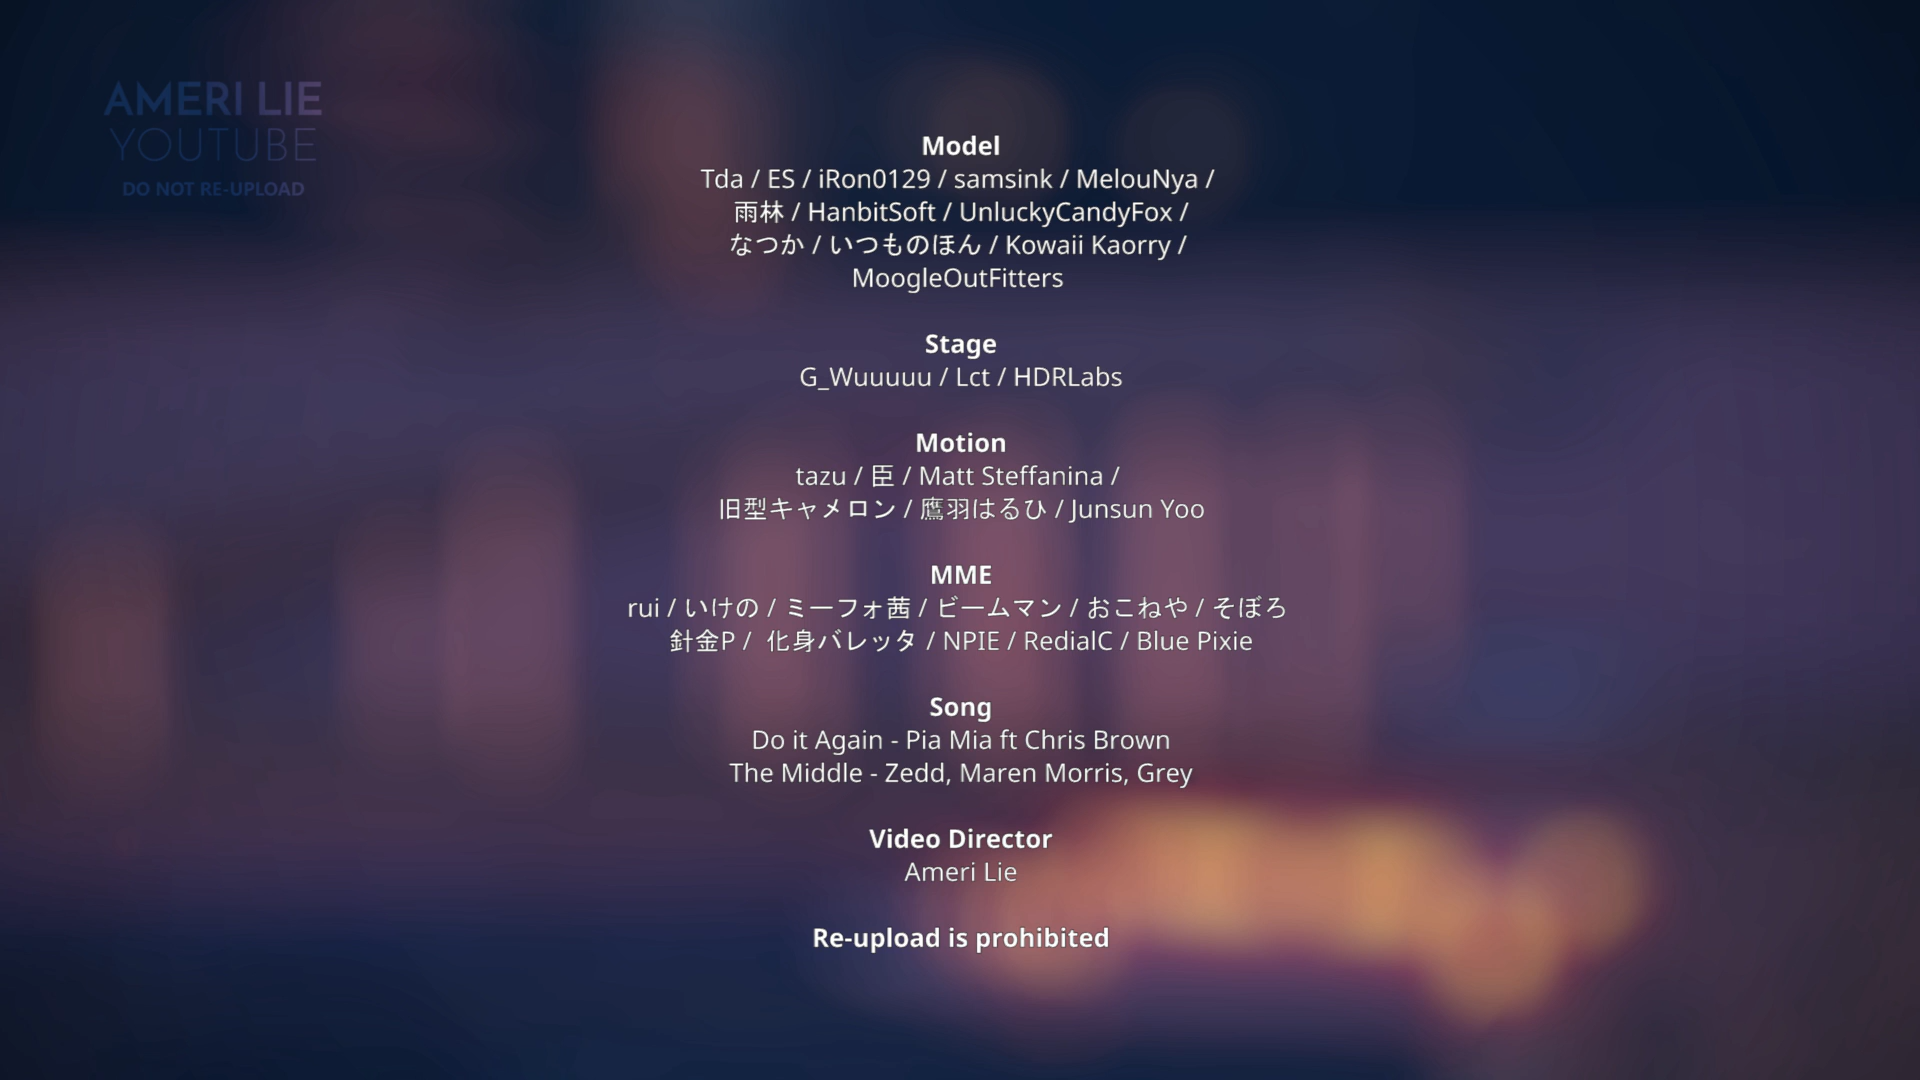 AMERI LIE
YOUTUBE
DO NOT RE-UPLOAD
Model
Tda / ES / iRon0129 / samsink / MelouNya /
雨林 / HanbitSoft / UnluckyCandyFox /
なつか / いつものほん / Kowaii Kaorry /
MoogleOutFitters
Stage
G_Wuuuuu / Lct / HDRLabs
Motion
tazu / 臣 / Matt Steffanina /
旧型キャメロン / 鷹羽はるひ / Junsun Yoo
MME
rui / いけの / ミーフォ茜 / ビームマン / おこねや / そぼろ
針金P /  化身バレッタ / NPIE / RedialC / Blue Pixie
Song
Do it Again - Pia Mia ft Chris Brown
The Middle - Zedd, Maren Morris, Grey
Video Director
Ameri Lie
Re-upload is prohibited